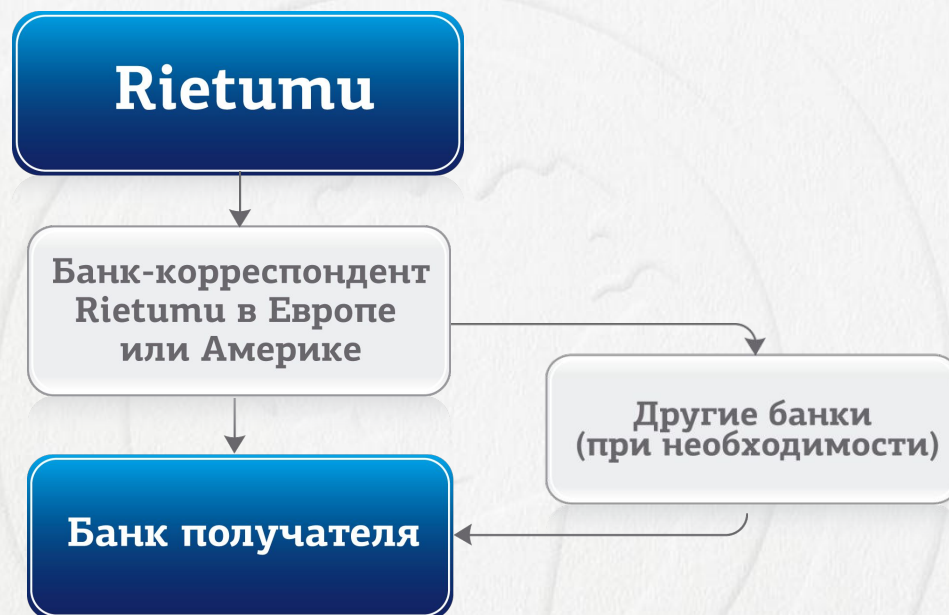 Rietumu
Банк-корреспондент
Rietumu в Европе
или Америке
Другие банки
(при необходимости)
Банк получателя